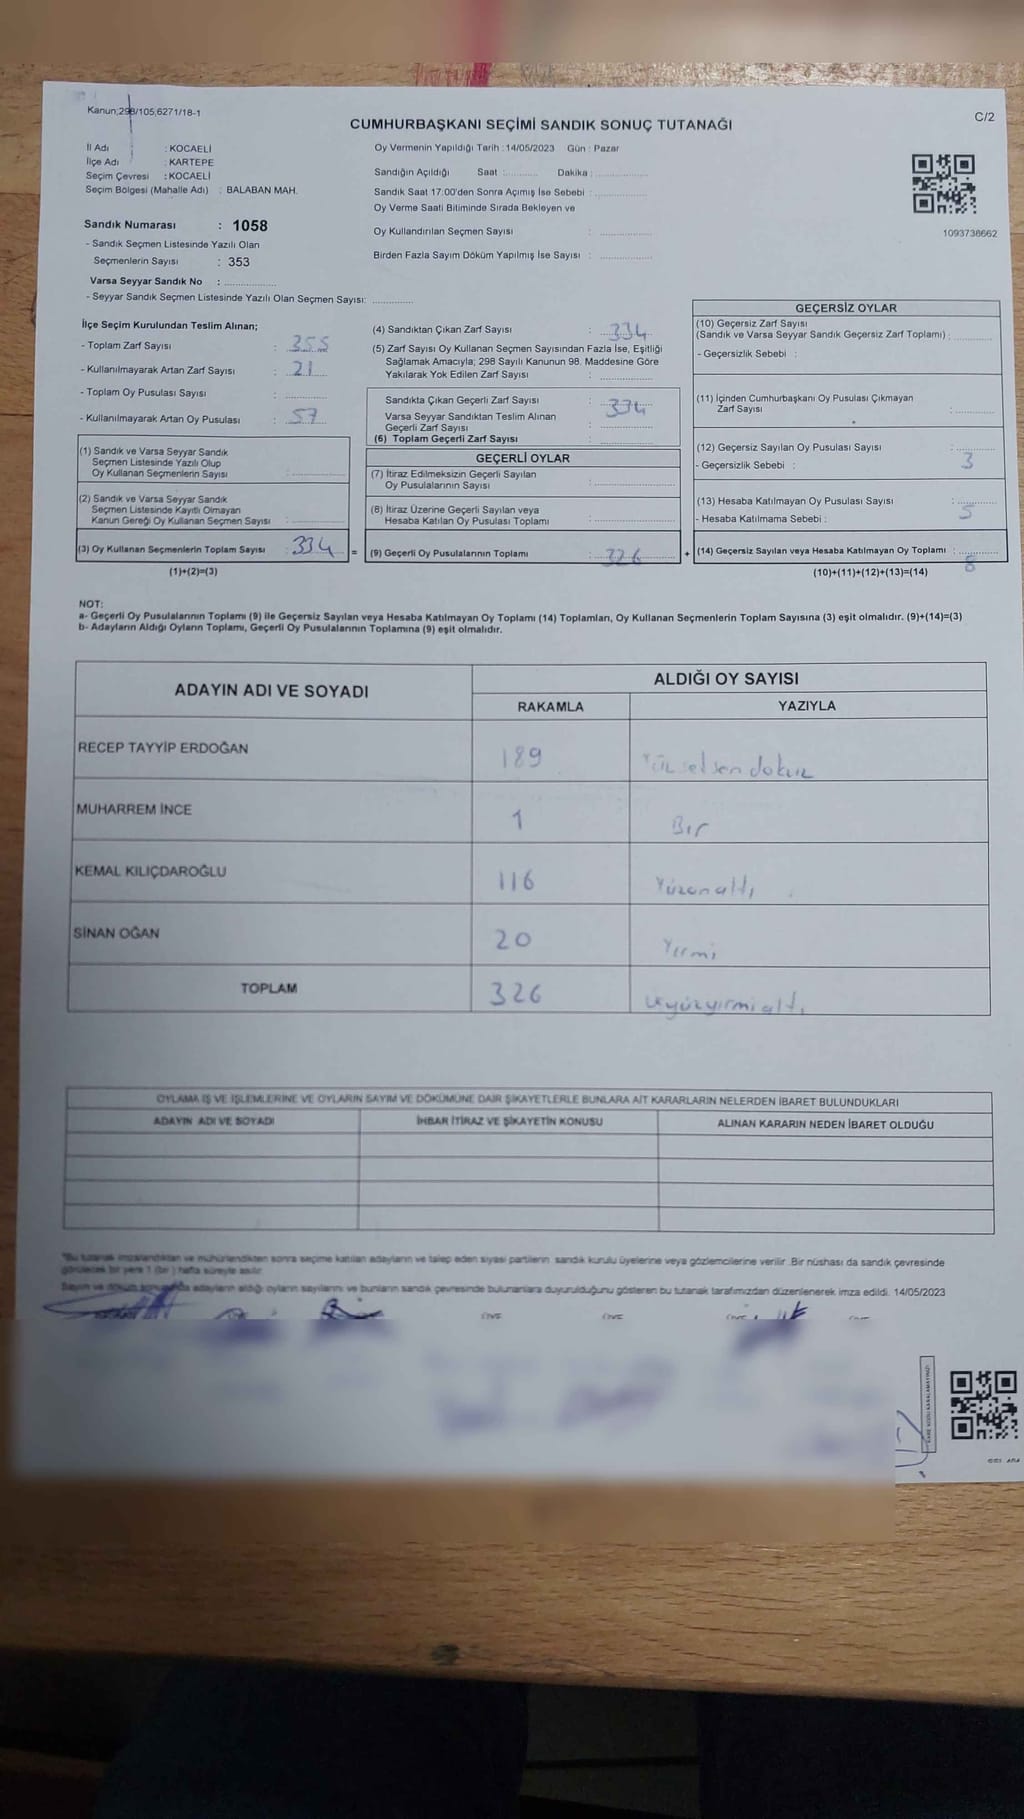 Kanun;298/105,6271/18-1
C/2
CUMHURBAŞKANI SEÇİMİ SANDIK SONUÇ TUTANAĞI
İl Adı : KOCAELİ
İlçe Adı : KARTEPE
Seçim Çevresi : KOCAELİ
Seçim Bölgesi (Mahalle Adı) : BALABAN MAH.
Oy Vermenin Yapıldığı Tarih : 14/05/2023 Gün : Pazar
Sandığın Açıldığı Saat : Dakika :
Sandık Saat 17:00'den Sonra Açımış İse Sebebi :
Oy Verme Saati Bitiminde Sırada Bekleyen ve
Oy Kullandırılan Seçmen Sayısı :
Birden Fazla Sayım Döküm Yapılmış İse Sayısı :
1093736662
Sandık Numarası : 1058
- Sandık Seçmen Listesinde Yazılı Olan
Seçmenlerin Sayısı : 353
Varsa Seyyar Sandık No :
- Seyyar Sandık Seçmen Listesinde Yazılı Olan Seçmen Sayısı:
İlçe Seçim Kurulundan Teslim Alınan;
- Toplam Zarf Sayısı : 355
- Kullanılmayarak Artan Zarf Sayısı : 21
- Toplam Oy Pusulası Sayısı :
- Kullanılmayarak Artan Oy Pusulası : 57
(1) Sandık ve Varsa Seyyar Sandık
Seçmen Listesinde Yazılı Olup
Oy Kullanan Seçmenlerin Sayısı :
(2) Sandık ve Varsa Seyyar Sandık
Seçmen Listesinde Kayıtlı Olmayan
Kanun Gereği Oy Kullanan Seçmen Sayısı :
(3) Oy Kullanan Seçmenlerin Toplam Sayısı : 334 =
(1)+(2)=(3)
(4) Sandıktan Çıkan Zarf Sayısı : 334
(5) Zarf Sayısı Oy Kullanan Seçmen Sayısından Fazla İse, Eşitliği
Sağlamak Amacıyla; 298 Sayılı Kanunun 98. Maddesine Göre
Yakılarak Yok Edilen Zarf Sayısı :
Sandıkta Çıkan Geçerli Zarf Sayısı : 334
Varsa Seyyar Sandıktan Teslim Alınan
Geçerli Zarf Sayısı :
(6) Toplam Geçerli Zarf Sayısı :
GEÇERLİ OYLAR
(7) İtiraz Edilmeksizin Geçerli Sayılan
Oy Pusulalarının Sayısı :
(8) İtiraz Üzerine Geçerli Sayılan veya
Hesaba Katılan Oy Pusulası Toplamı :
(9) Geçerli Oy Pusulalarının Toplamı : 326 +
GEÇERSİZ OYLAR
(10) Geçersiz Zarf Sayısı
(Sandık ve Varsa Seyyar Sandık Geçersiz Zarf Toplamı) :
- Geçersizlik Sebebi :
(11) İçinden Cumhurbaşkanı Oy Pusulası Çıkmayan
Zarf Sayısı :
(12) Geçersiz Sayılan Oy Pusulası Sayısı : 3
- Geçersizlik Sebebi :
(13) Hesaba Katılmayan Oy Pusulası Sayısı : 5
- Hesaba Katılmama Sebebi :
(14) Geçersiz Sayılan veya Hesaba Katılmayan Oy Toplamı : 8
(10)+(11)+(12)+(13)=(14)
NOT:
a- Geçerli Oy Pusulalarının Toplamı (9) ile Geçersiz Sayılan veya Hesaba Katılmayan Oy Toplamı (14) Toplamları, Oy Kullanan Seçmenlerin Toplam Sayısına (3) eşit olmalıdır. (9)+(14)=(3)
b- Adayların Aldığı Oyların Toplamı, Geçerli Oy Pusulalarının Toplamına (9) eşit olmalıdır.
ADAYIN ADI VE SOYADI
ALDIĞI OY SAYISI
RAKAMLA YAZIYLA
RECEP TAYYİP ERDOĞAN 189 Yüzseksendokuz
MUHARREM İNCE 1 Bir
KEMAL KILIÇDAROĞLU 116 Yüzonaltı
SİNAN OĞAN 20 Yirmi
TOPLAM 326 üçyüzyirmialtı
OYLAMA İŞ VE İŞLEMLERİNE VE OYLARIN SAYIM VE DÖKÜMÜNE DAİR ŞİKAYETLERLE BUNLARA AİT KARARLARIN NELERDEN İBARET BULUNDUKLARI
ADAYIN ADI VE SOYADI İHBAR İTİRAZ VE ŞİKAYETİN KONUSU ALINAN KARARIN NEDEN İBARET OLDUĞU
*Bu tutanak imzalandıktan ve mühürlendikten sonra seçime katılan adayların ve talep eden siyasi partilerin sandık kurulu üyelerine veya gözlemcilerine verilir. Bir nüshası da sandık çevresinde
görülecek bir yere 1 (bir) hafta süreyle asılır.
Sayım ve döküm adayların aldığı oyların sayılarını ve bunların sandık çevresinde bulunanlara duyurulduğunu gösteren bu tutanak tarafımızdan düzenlenerek imza edildi. 14/05/2023
KARE KODU KARALAMAYINIZ!